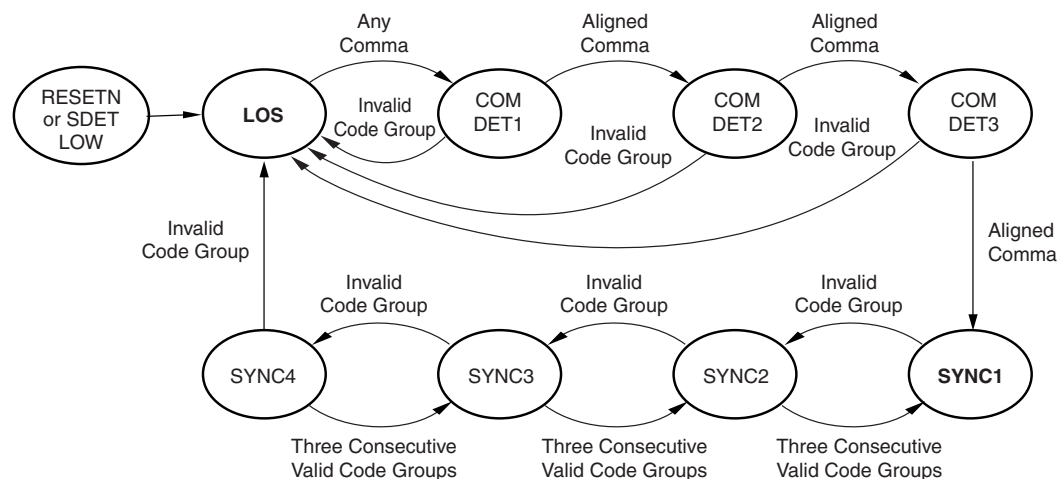 Any
Comma
Aligned
Comma
Aligned
Comma
RESETN
or SDET
LOW
LOS
Invalid
Code Group
COM
DET1
Invalid
Code Group
COM
DET2
Invalid
Code Group
COM
DET3
Invalid
Code Group
Aligned
Comma
Invalid
Code Group
Invalid
Code Group
Invalid
Code Group
SYNC4
SYNC3
SYNC2
SYNC1
Three Consecutive
Valid Code Groups
Three Consecutive
Valid Code Groups
Three Consecutive
Valid Code Groups